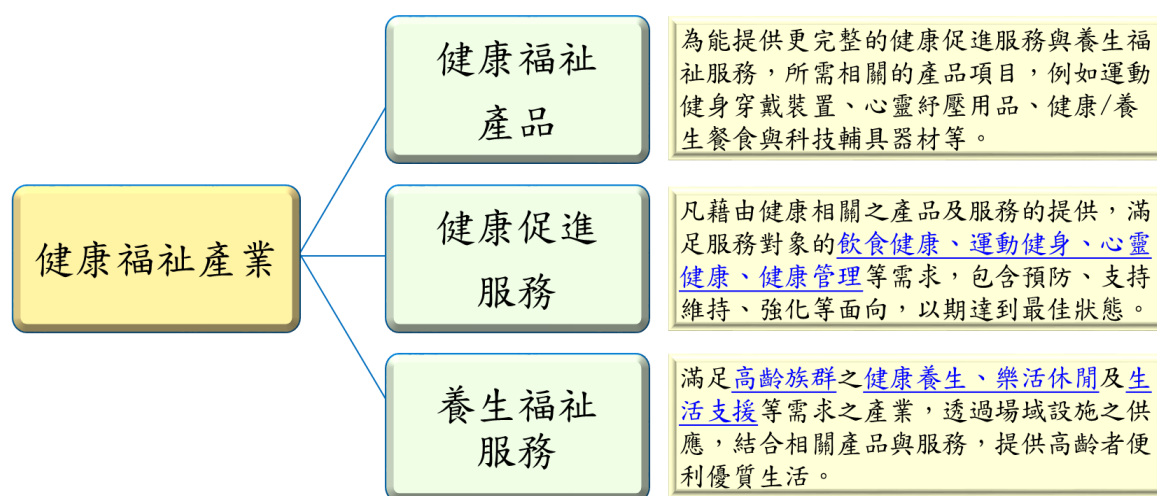 健康福祉產業
健康福祉
產品
為能提供更完整的健康促進服務與養生福
祉服務，所需相關的產品項目，例如運動
健身穿戴裝置、心靈紓壓用品、健康/養
生餐食與科技輔具器材等。
健康促進
服務
凡藉由健康相關之產品及服務的提供，滿
足服務對象的飲食健康、運動健身、心靈
健康、健康管理等需求，包含預防、支持
維持、強化等面向，以期達到最佳狀態。
養生福祉
服務
滿足高齡族群之健康養生、樂活休閒及生
活支援等需求之產業，透過場域設施之供
應，結合相關產品與服務，提供高齡者便
利優質生活。